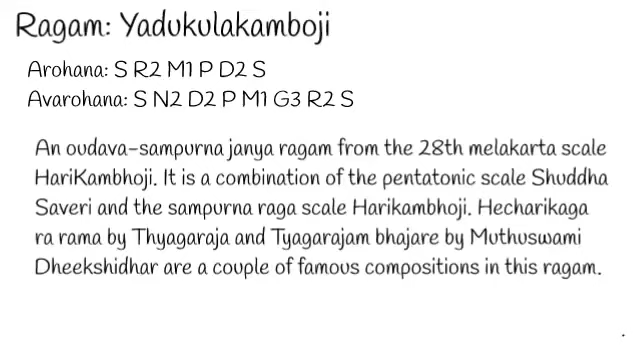 Ragam: Yadukulakamboji
Arohana: S R2 M1 P D2 S
Avarohana: S N2 D2 P M1 G3 R2 S
An oudava-sampurna janya ragam from the 28th melakarta scale
HariKambhoji. It is a combination of the pentatonic scale Shuddha
Saveri and the sampurna raga scale Harikambhoji. Hecharikaga
ra rama by Thyagaraja and Tyagarajam bhajare by Muthuswami
Dheekshidhar are a couple of famous compositions in this ragam.
.